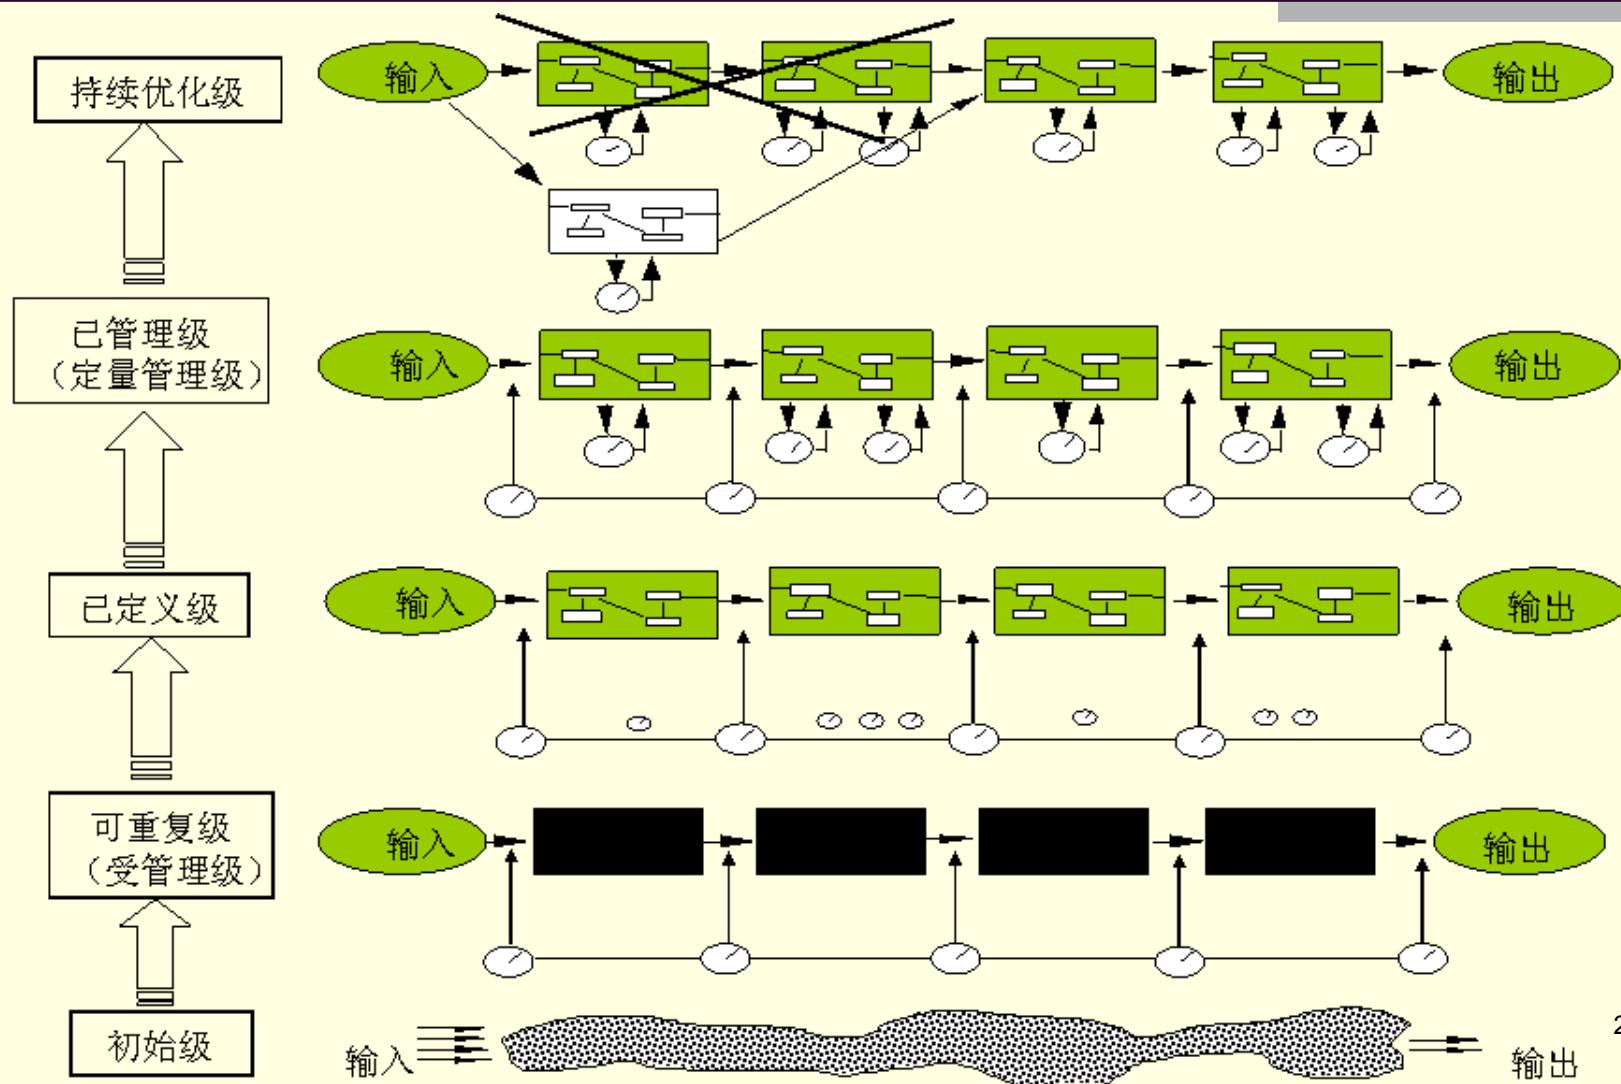 持续优化级
输入
输出
已管理级
（定量管理级）
输入
输出
已定义级
输入
输出
可重复级
（受管理级）
输入
输出
初始级
输入
输出
2